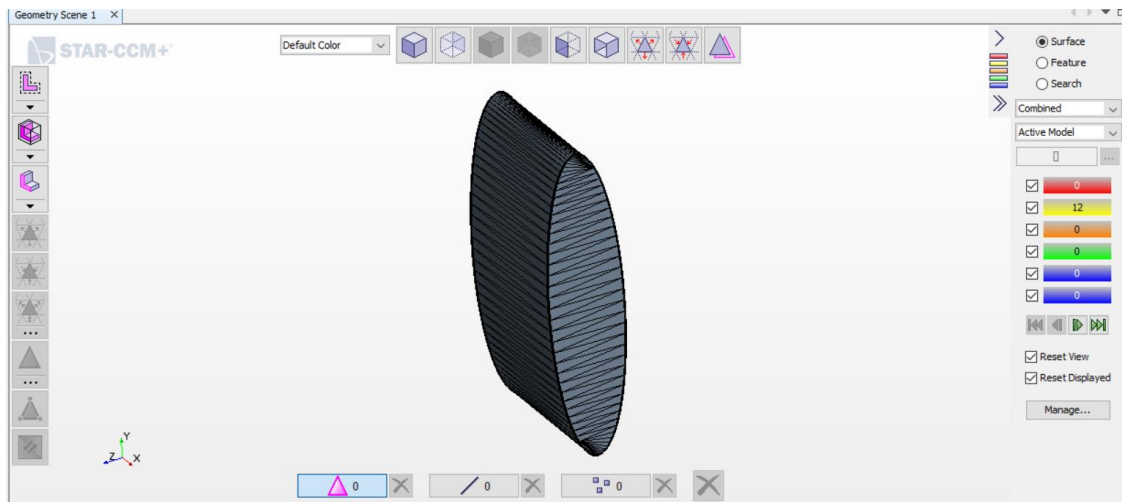 Geometry Scene 1 X
STAR-CCM+
Default Color
Surface
Feature
Search
Combined
Active Model
[]
...
0
12
0
0
0
0
Reset View
Reset Displayed
Manage...
Y
Z X
0
0
0